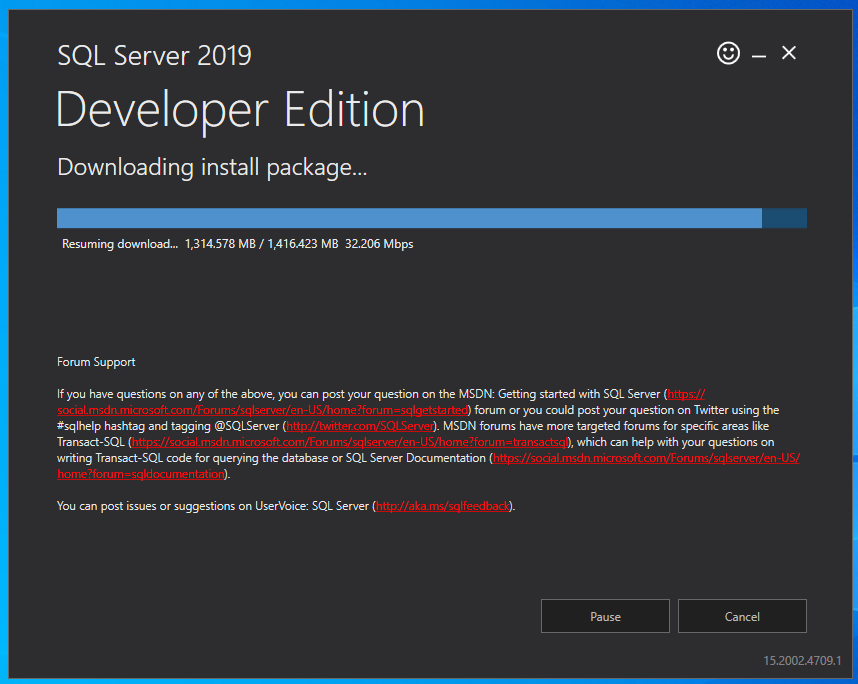 SQL Server 2019
Developer Edition
Downloading install package...
Resuming download... 1,314.578 MB / 1,416.423 MB 32.206 Mbps
Forum Support
If you have questions on any of the above, you can post your question on the MSDN: Getting started with SQL Server (https://
social.msdn.microsoft.com/Forums/sqlserver/en-US/home?forum=sqlgetstarted) forum or you could post your question on Twitter using the
#sqlhelp hashtag and tagging @SQLServer (http://twitter.com/SQLServer). MSDN forums have more targeted forums for specific areas like
Transact-SQL (https://social.msdn.microsoft.com/Forums/sqlserver/en-US/home?forum=transactsql), which can help with your questions on
writing Transact-SQL code for querying the database or SQL Server Documentation (https://social.msdn.microsoft.com/Forums/sqlserver/en-US/
home?forum=sqldocumentation).
You can post issues or suggestions on UserVoice: SQL Server (http://aka.ms/sqlfeedback).
Pause
Cancel
15.2002.4709.1